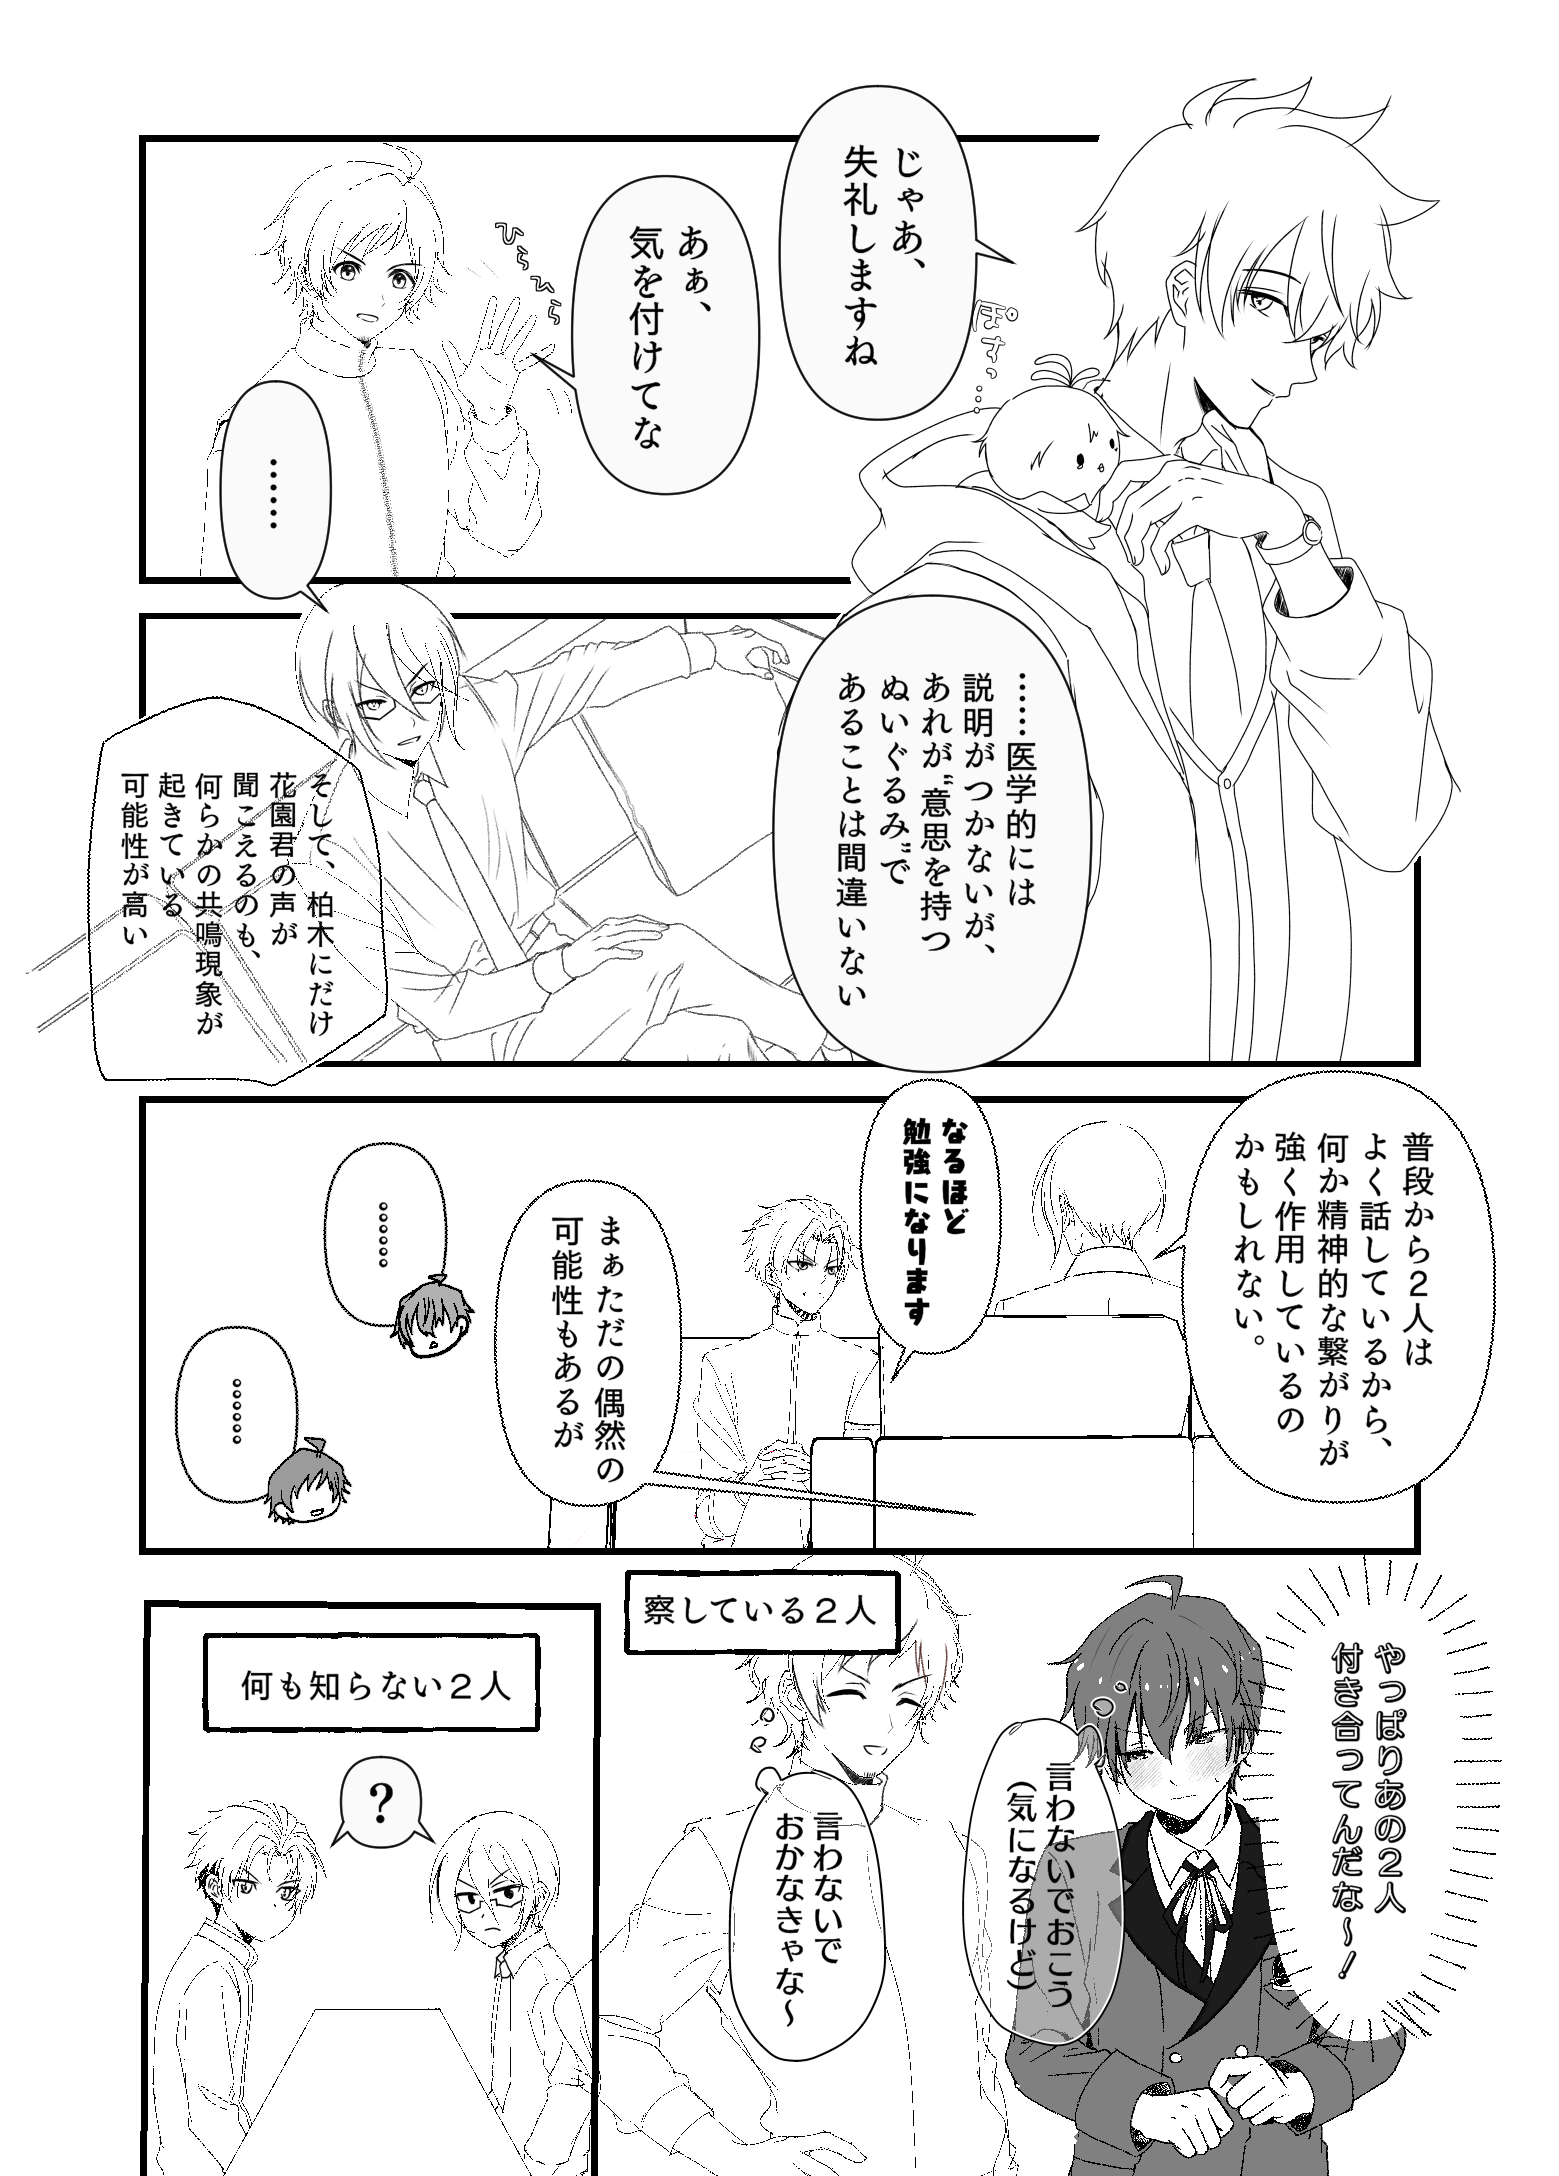 じゃあ、
失礼しますね
ぽすっ…
あぁ、
気を付けてな
ひらひら
……
……医学的には
説明がつかないが、
あれが〝意思を持つ
ぬいぐるみ〟で
あることは間違いない
そして、柏木にだけ
花園君の声が
聞こえるのも、
何らかの共鳴現象が
起きている
可能性が高い
普段から２人は
よく話しているから、
何か精神的な繋がりが
強く作用しているの
かもしれない。
なるほど
勉強になります
まぁただの偶然の
可能性もあるが
……
……
やっぱりあの２人
付き合ってんだな〜！
言わないでおこう
(気になるけど)
察している２人
言わないで
おかなきゃな〜
何も知らない２人
？